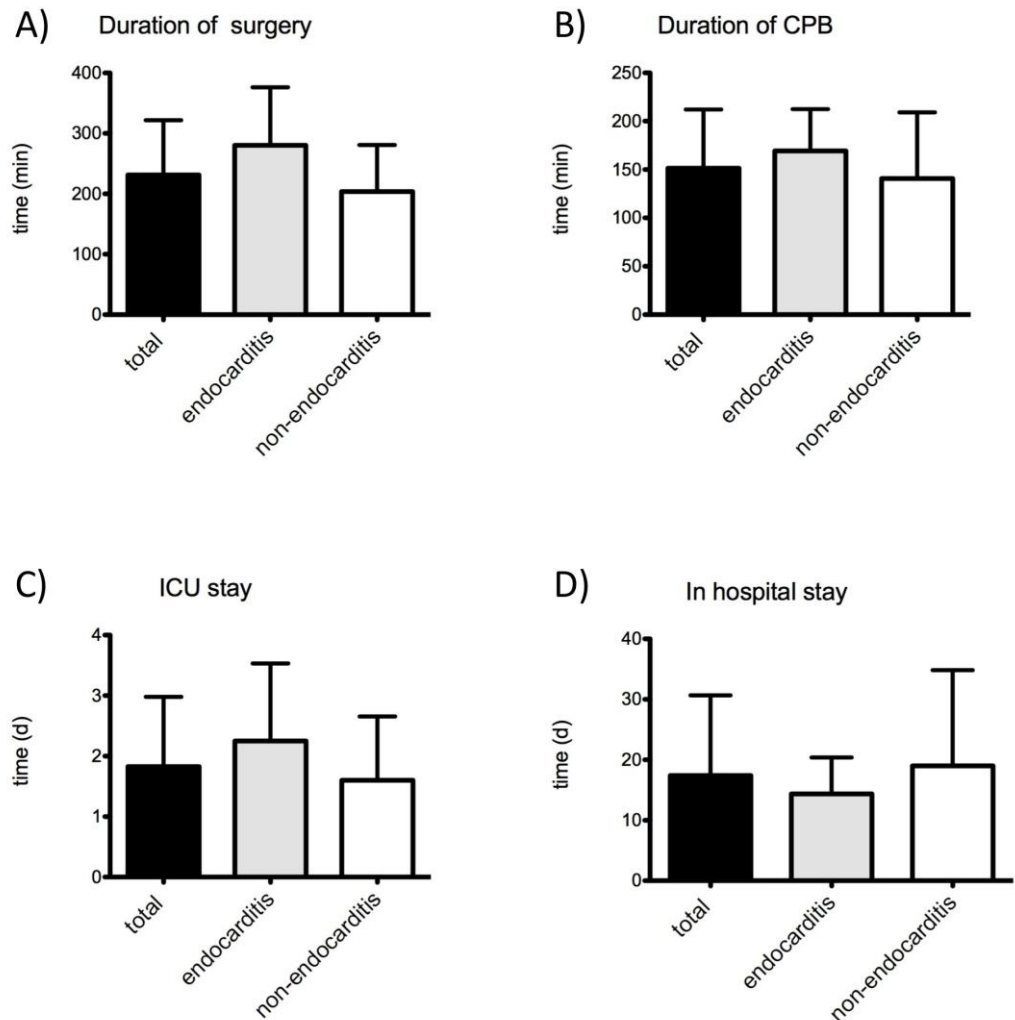 A)
Duration of surgery
time (min)
400
300
200
100
0
total
endocarditis
non-endocarditis
B)
Duration of CPB
time (min)
250
200
150
100
50
0
total
endocarditis
non-endocarditis
C)
ICU stay
time (d)
4
3
2
1
0
total
endocarditis
non-endocarditis
D)
In hospital stay
time (d)
40
30
20
10
0
total
endocarditis
non-endocarditis